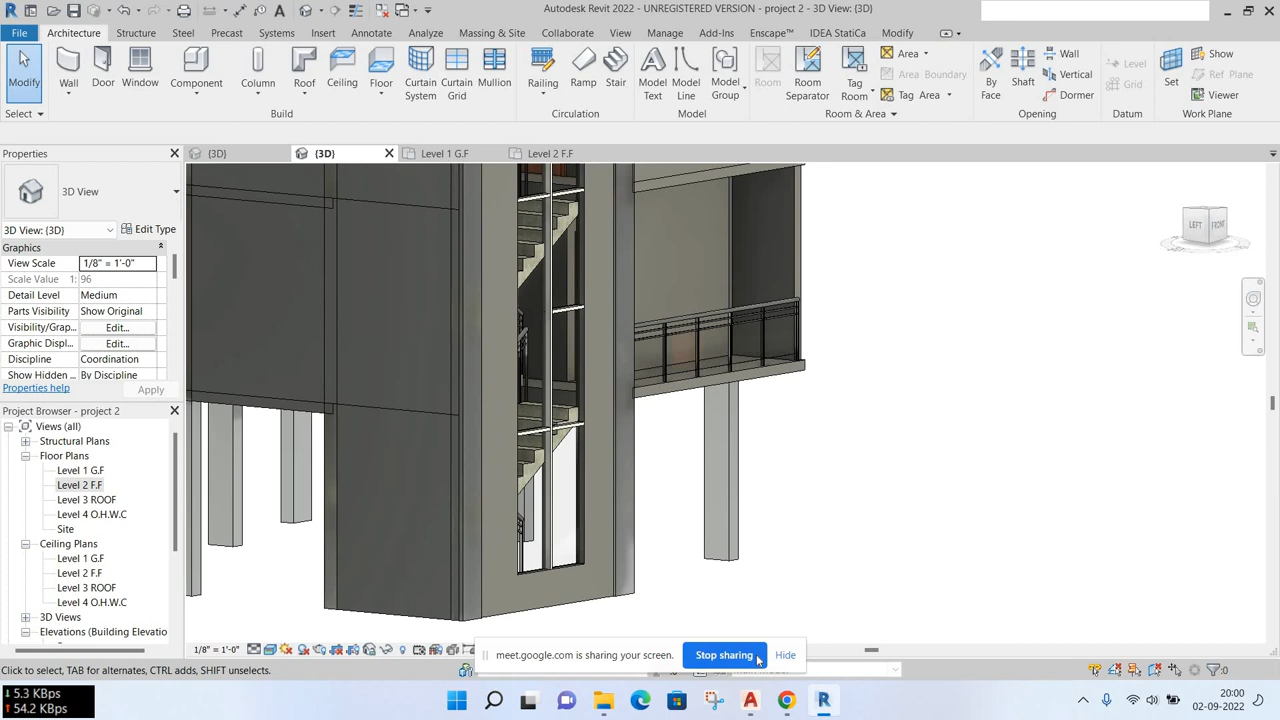 Autodesk Revit 2022 - UNREGISTERED VERSION - project 2 - 3D View: {3D}
File Architecture Structure Steel Precast Systems Insert Annotate Analyze Massing & Site Collaborate View Manage Add-Ins Enscape™ IDEA StatiCa Modify
Modify Wall Door Window Component Column Roof Ceiling Floor Curtain System Curtain Grid Mullion Railing Ramp Stair Model Text Model Line Model Group Room Room Separator Tag Room
Area
Area Boundary
Tag Area
By Face Shaft
Wall
Vertical
Dormer
Level
Grid
Set
Show
Ref Plane
Viewer
Select Build Circulation Model Room & Area Opening Datum Work Plane
Properties
{3D} {3D} Level 1 G.F Level 2 F.F
3D View
3D View: {3D} Edit Type
Graphics
View Scale 1/8" = 1'-0"
Scale Value 1: 96
Detail Level Medium
Parts Visibility Show Original
Visibility/Grap... Edit...
Graphic Displ... Edit...
Discipline Coordination
Show Hidden By Discipline
Properties help Apply
Project Browser - project 2
Views (all)
Structural Plans
Floor Plans
Level 1 G.F
Level 2 F.F
Level 3 ROOF
Level 4 O.H.W.C
Site
Ceiling Plans
Level 1 G.F
Level 2 F.F
Level 3 ROOF
Level 4 O.H.W.C
3D Views
Elevations (Building Elevatio
LEFT FRONT
1/8" = 1'-0"
meet.google.com is sharing your screen. Stop sharing Hide
Click to select, TAB for alternates, CTRL adds, SHIFT unselects.
:0
5.3 KBps
54.2 KBps
20:00
02-09-2022